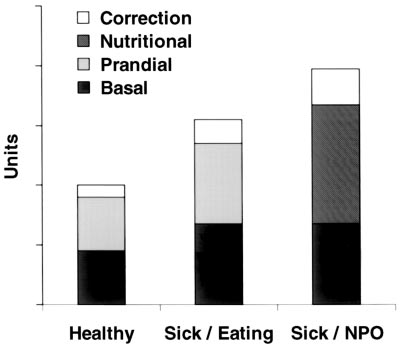 Correction
Nutritional
Prandial
Basal
Units
Healthy
Sick / Eating
Sick / NPO